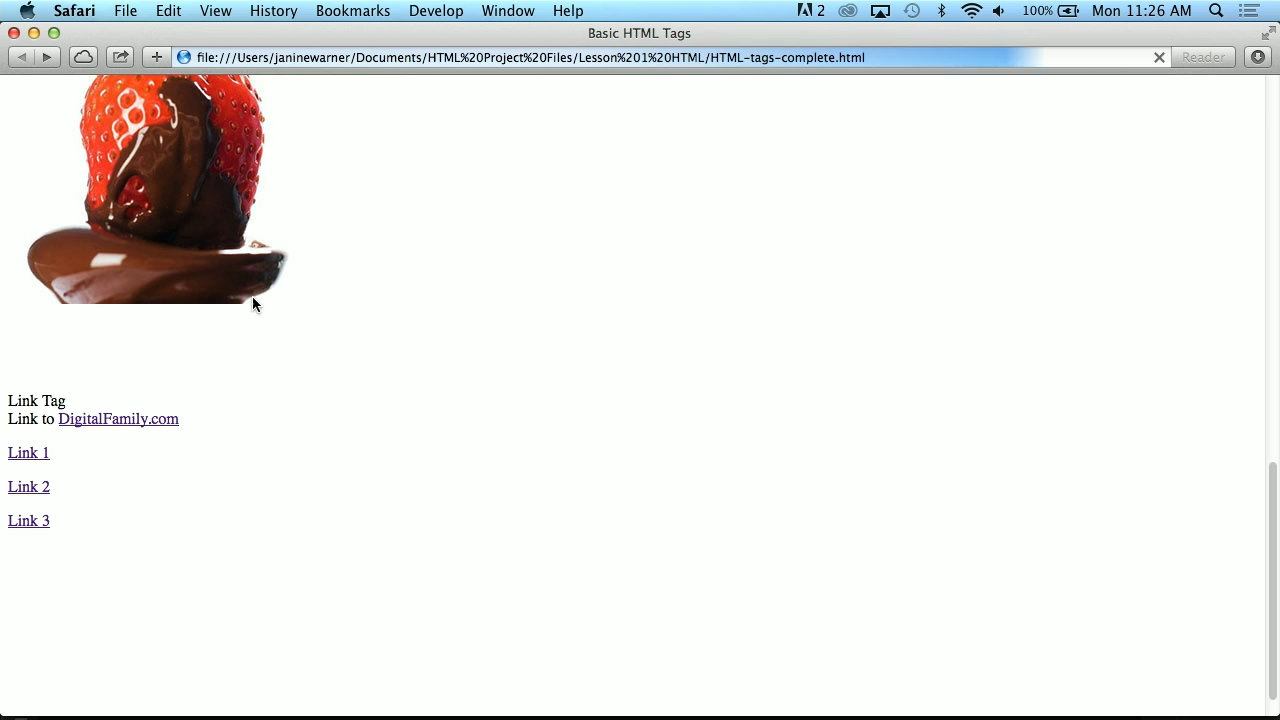 Safari File Edit View History Bookmarks Develop Window Help 2 100% Mon 11:26 AM
Basic HTML Tags
file:///Users/janinewarner/Documents/HTML%20Project%20Files/Lesson%201%20HTML/HTML-tags-complete.html Reader
Link Tag
Link to DigitalFamily.com
Link 1
Link 2
Link 3